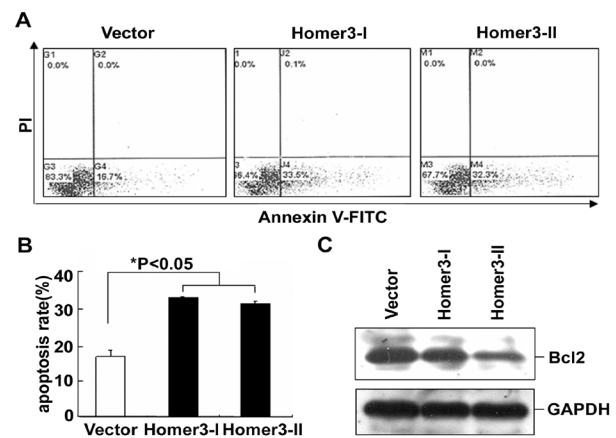 A
Vector
Homer3-I
Homer3-II
G1
0.0%
G2
0.0%
0.0%
J2
0.1%
M1
0.0%
M2
0.0%
G3
83.3%
G4
16.7%
66.4%
J4
33.5%
M3
67.7%
M4
32.3%
PI
Annexin V-FITC
B
*P<0.05
apoptosis rate(%)
40
30
20
10
0
Vector Homer3-I Homer3-II
C
Vector
Homer3-I
Homer3-II
Bcl2
GAPDH